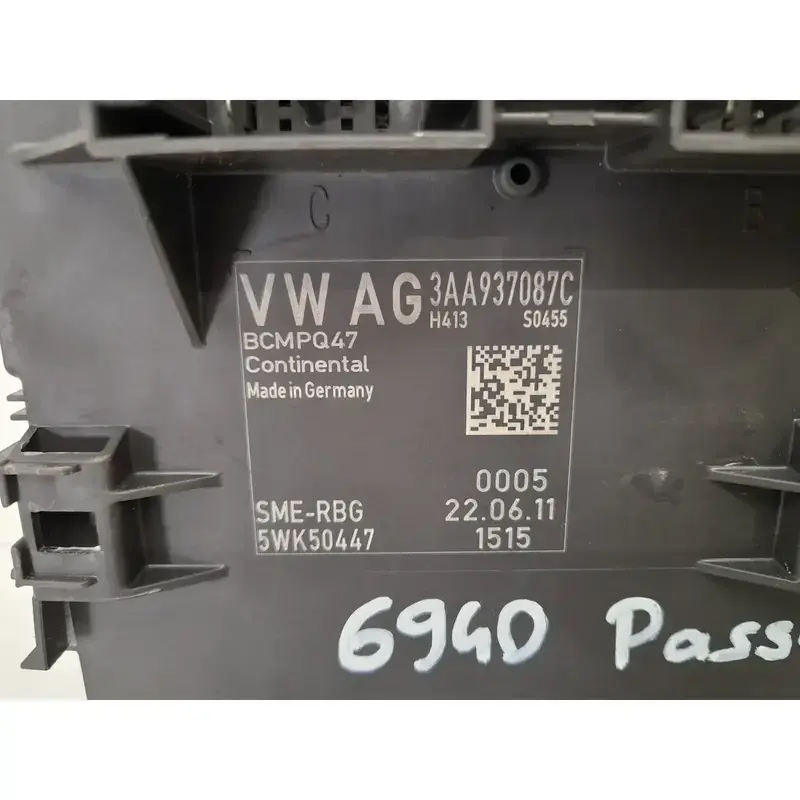 C
B
VW AG 3AA937087C
H413 S0455
BCMPQ47
Continental
Made in Germany
0005
SME-RBG 22.06.11
5WK50447 1515
6940 Pass